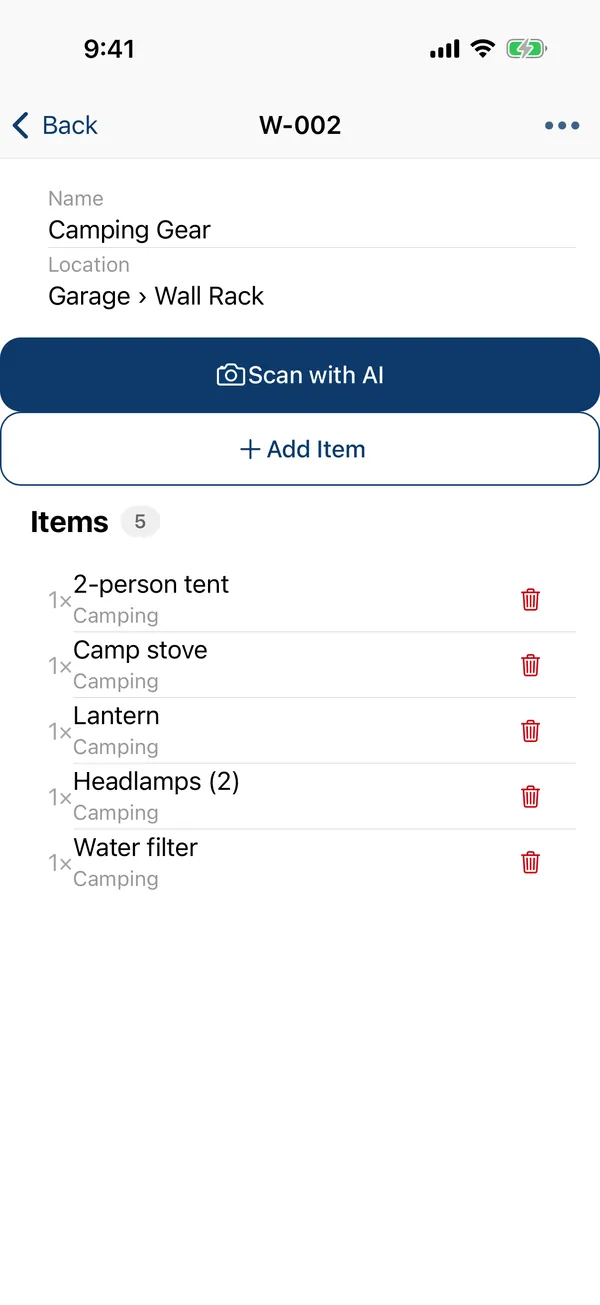 9:41
Back
W-002
Name
Camping Gear
Location
Garage › Wall Rack
Scan with AI
+ Add Item
Items 5
1× 2-person tent
Camping
1× Camp stove
Camping
1× Lantern
Camping
1× Headlamps (2)
Camping
1× Water filter
Camping